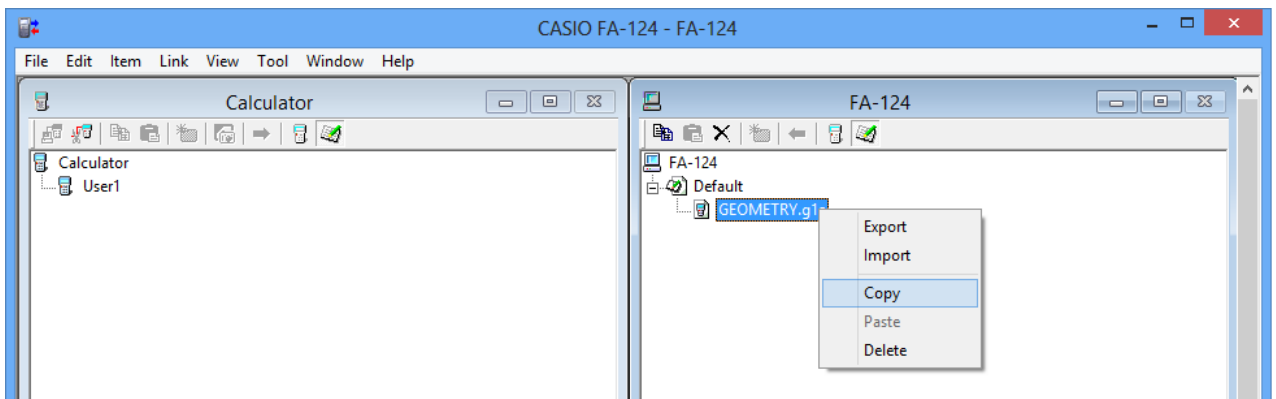 CASIO FA-124 - FA-124
File Edit Item Link View Tool Window Help
Calculator
Calculator
User1
FA-124
FA-124
Default
GEOMETRY.g1
Export
Import
Copy
Paste
Delete